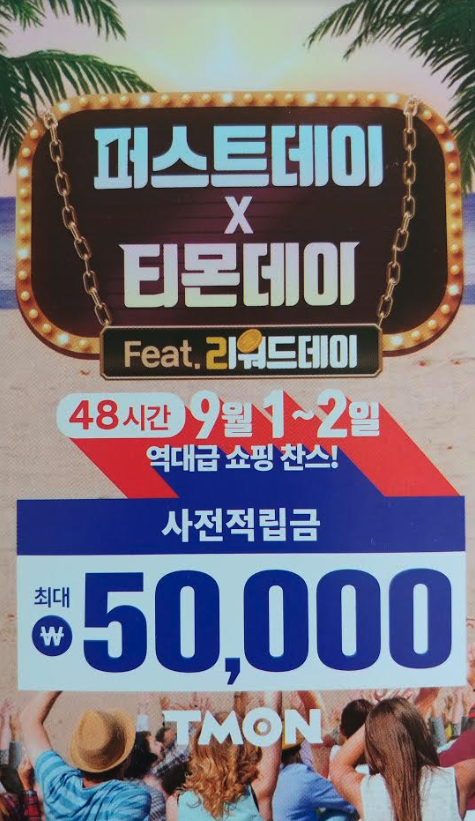 퍼스트데이
X
티몬데이
Feat. 리워드데이
48시간 9월 1~2일
역대급 쇼핑 찬스!
사전적립금
최대
₩50,000
TMON